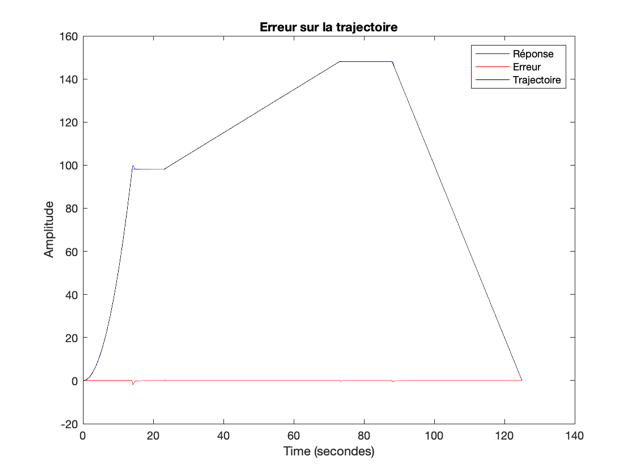 Erreur sur la trajectoire
160
140
120
100
80
60
40
20
0
-20
Amplitude
Réponse
Erreur
Trajectoire
0 20 40 60 80 100 120 140
Time (secondes)